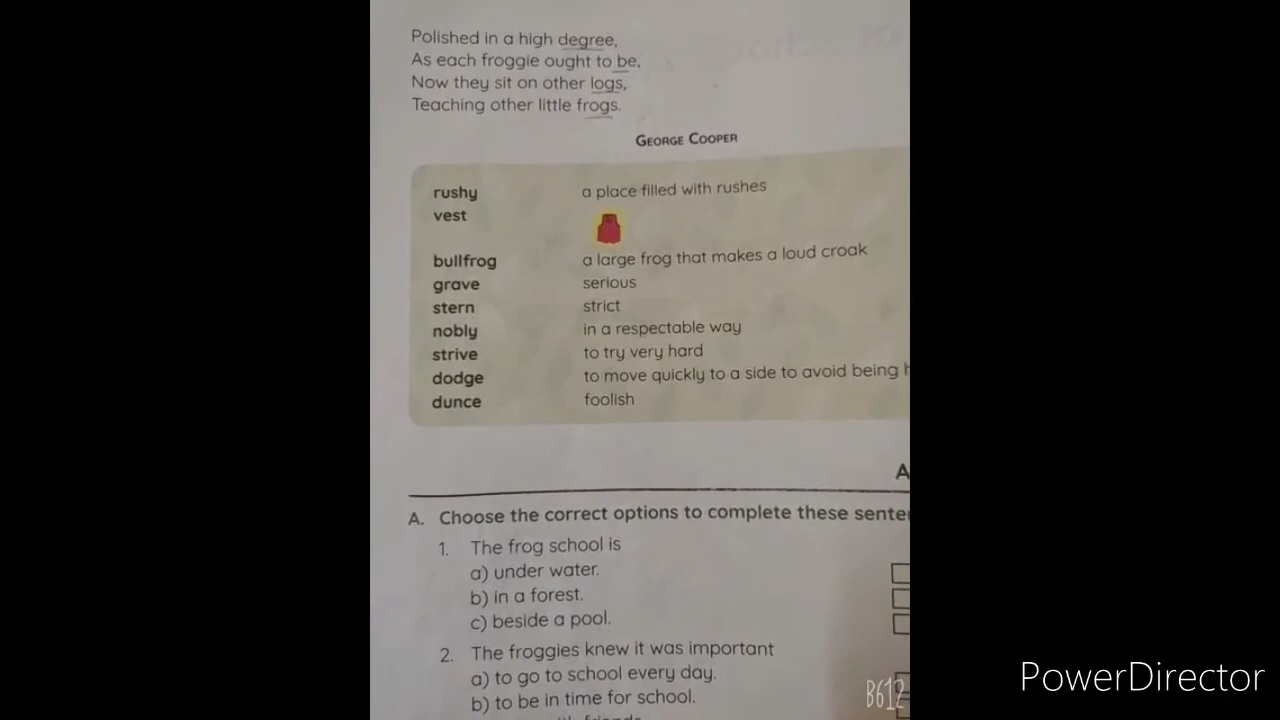 Polished in a high degree,
As each froggie ought to be,
Now they sit on other logs,
Teaching other little frogs.
GEORGE COOPER
rushy a place filled with rushes
vest
bullfrog a large frog that makes a loud croak
grave serious
stern strict
nobly in a respectable way
strive to try very hard
dodge to move quickly to a side to avoid being
dunce foolish
A
A. Choose the correct options to complete these
1. The frog school is
a) under water.
b) in a forest.
c) beside a pool.
2. The froggies knew it was important
a) to go to school every day.
b) to be in time for school.
B612
PowerDirector